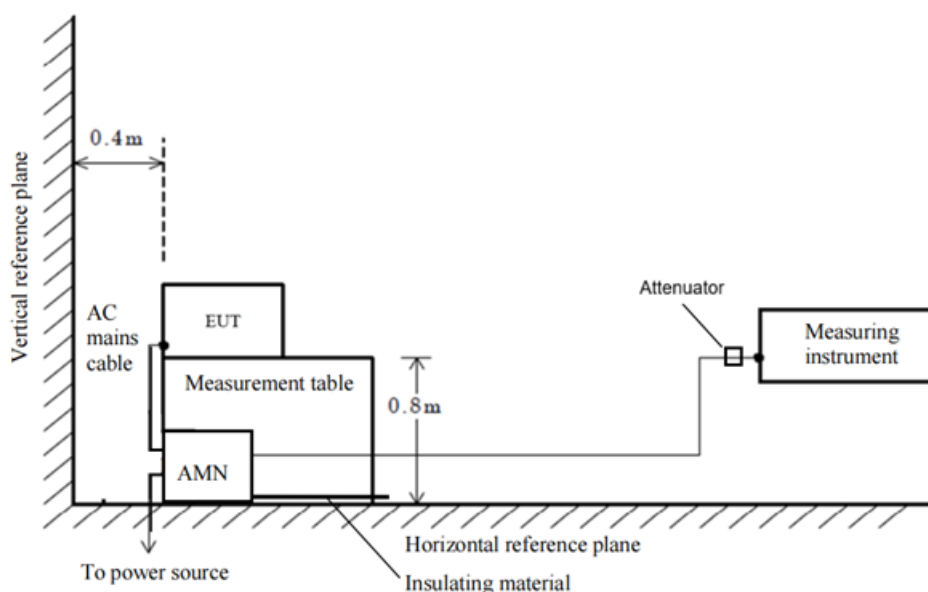 Vertical reference plane
0.4m
AC
mains
cable
EUT
Measurement table
0.8m
AMN
Attenuator
Measuring
instrument
Horizontal reference plane
To power source
Insulating material